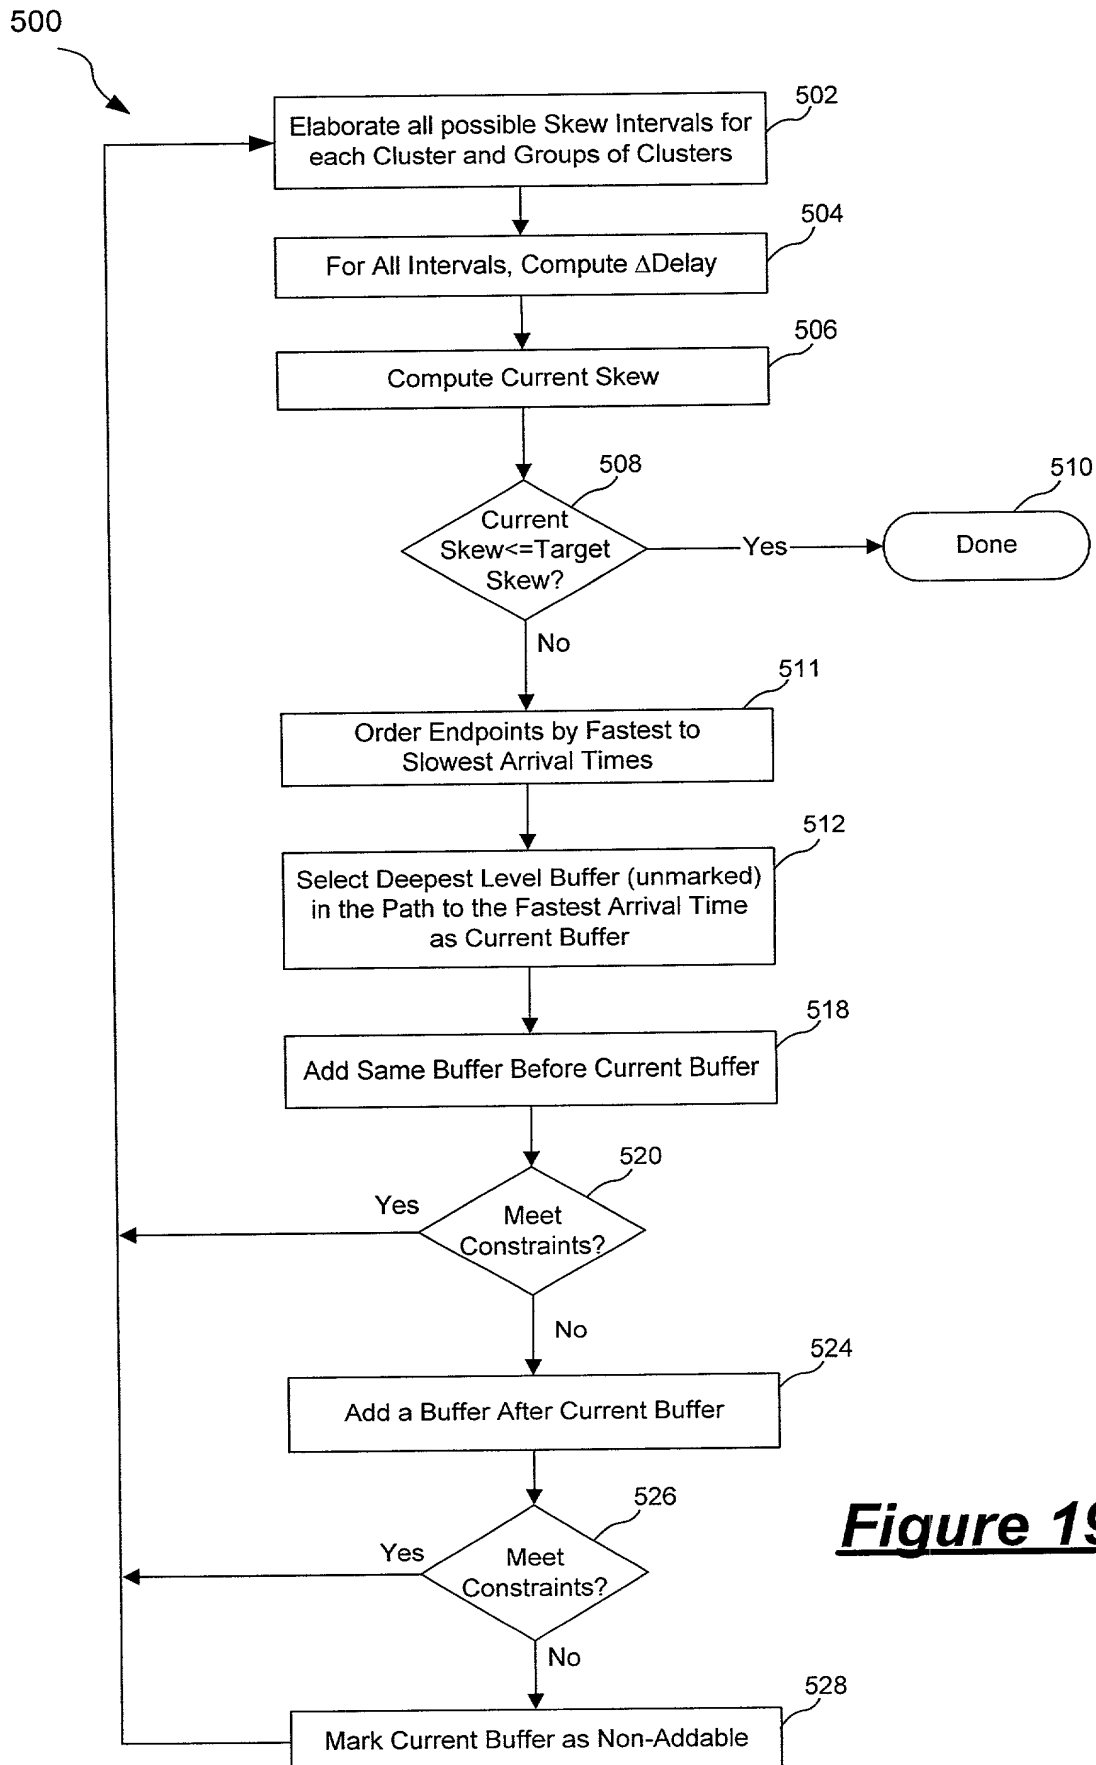 500
502
Elaborate all possible Skew Intervals for
each Cluster and Groups of Clusters
504
For All Intervals, Compute ΔDelay
506
Compute Current Skew
508
Current
Skew<=Target
Skew?
Yes
510
Done
No
511
Order Endpoints by Fastest to
Slowest Arrival Times
512
Select Deepest Level Buffer (unmarked)
in the Path to the Fastest Arrival Time
as Current Buffer
518
Add Same Buffer Before Current Buffer
520
Yes
Meet
Constraints?
No
524
Add a Buffer After Current Buffer
526
Yes
Meet
Constraints?
No
528
Mark Current Buffer as Non-Addable
Figure 19